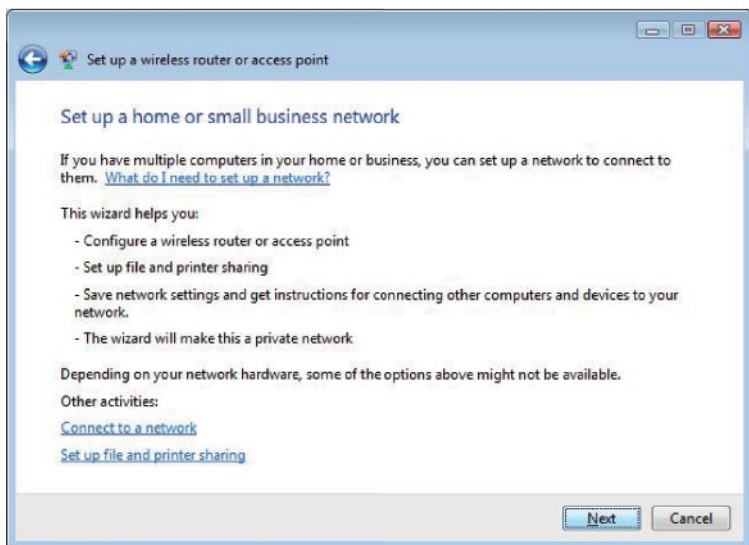 Set up a wireless router or access point
Set up a home or small business network
If you have multiple computers in your home or business, you can set up a network to connect to
them. What do I need to set up a network?
This wizard helps you:
- Configure a wireless router or access point
- Set up file and printer sharing
- Save network settings and get instructions for connecting other computers and devices to your
network.
- The wizard will make this a private network
Depending on your network hardware, some of the options above might not be available.
Other activities:
Connect to a network
Set up file and printer sharing
Next Cancel